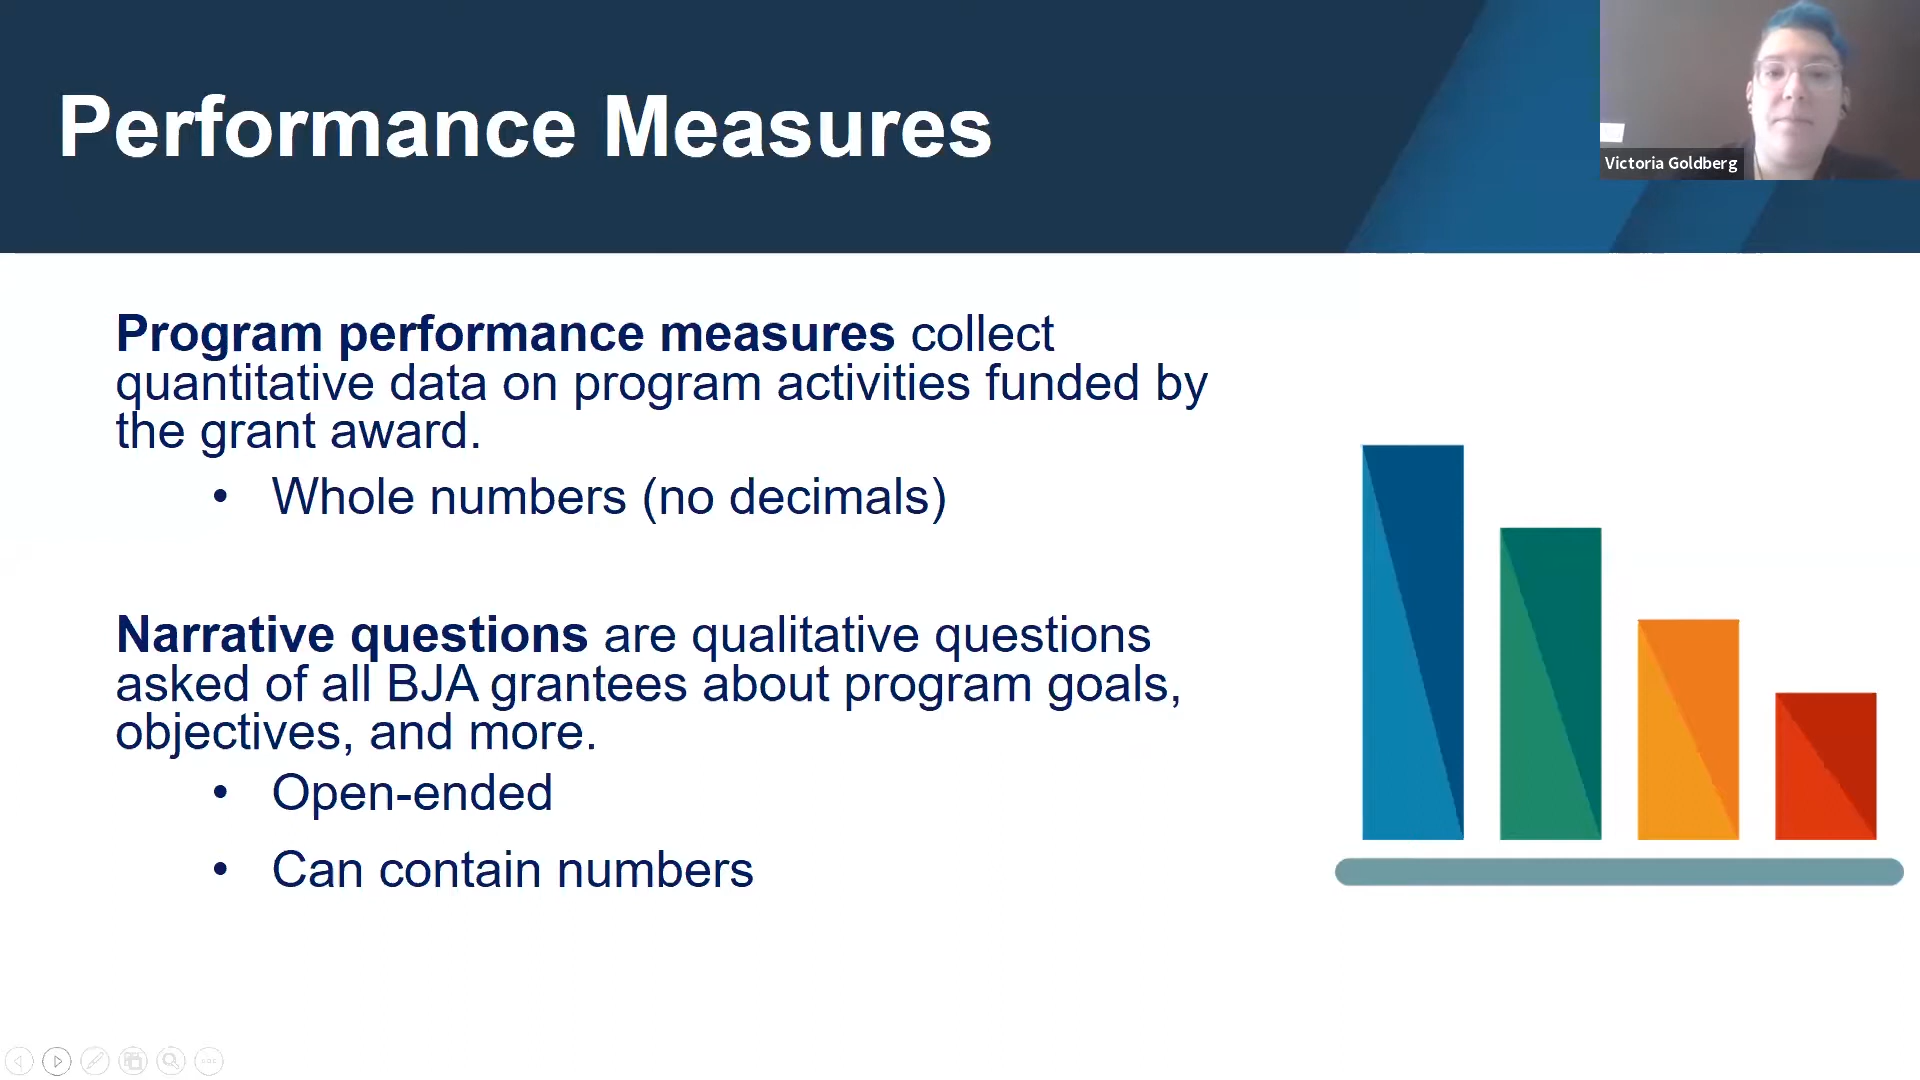 Performance Measures
Victoria Goldberg
Program performance measures collect
quantitative data on program activities funded by
the grant award.
• Whole numbers (no decimals)
Narrative questions are qualitative questions
asked of all BJA grantees about program goals,
objectives, and more.
• Open-ended
• Can contain numbers